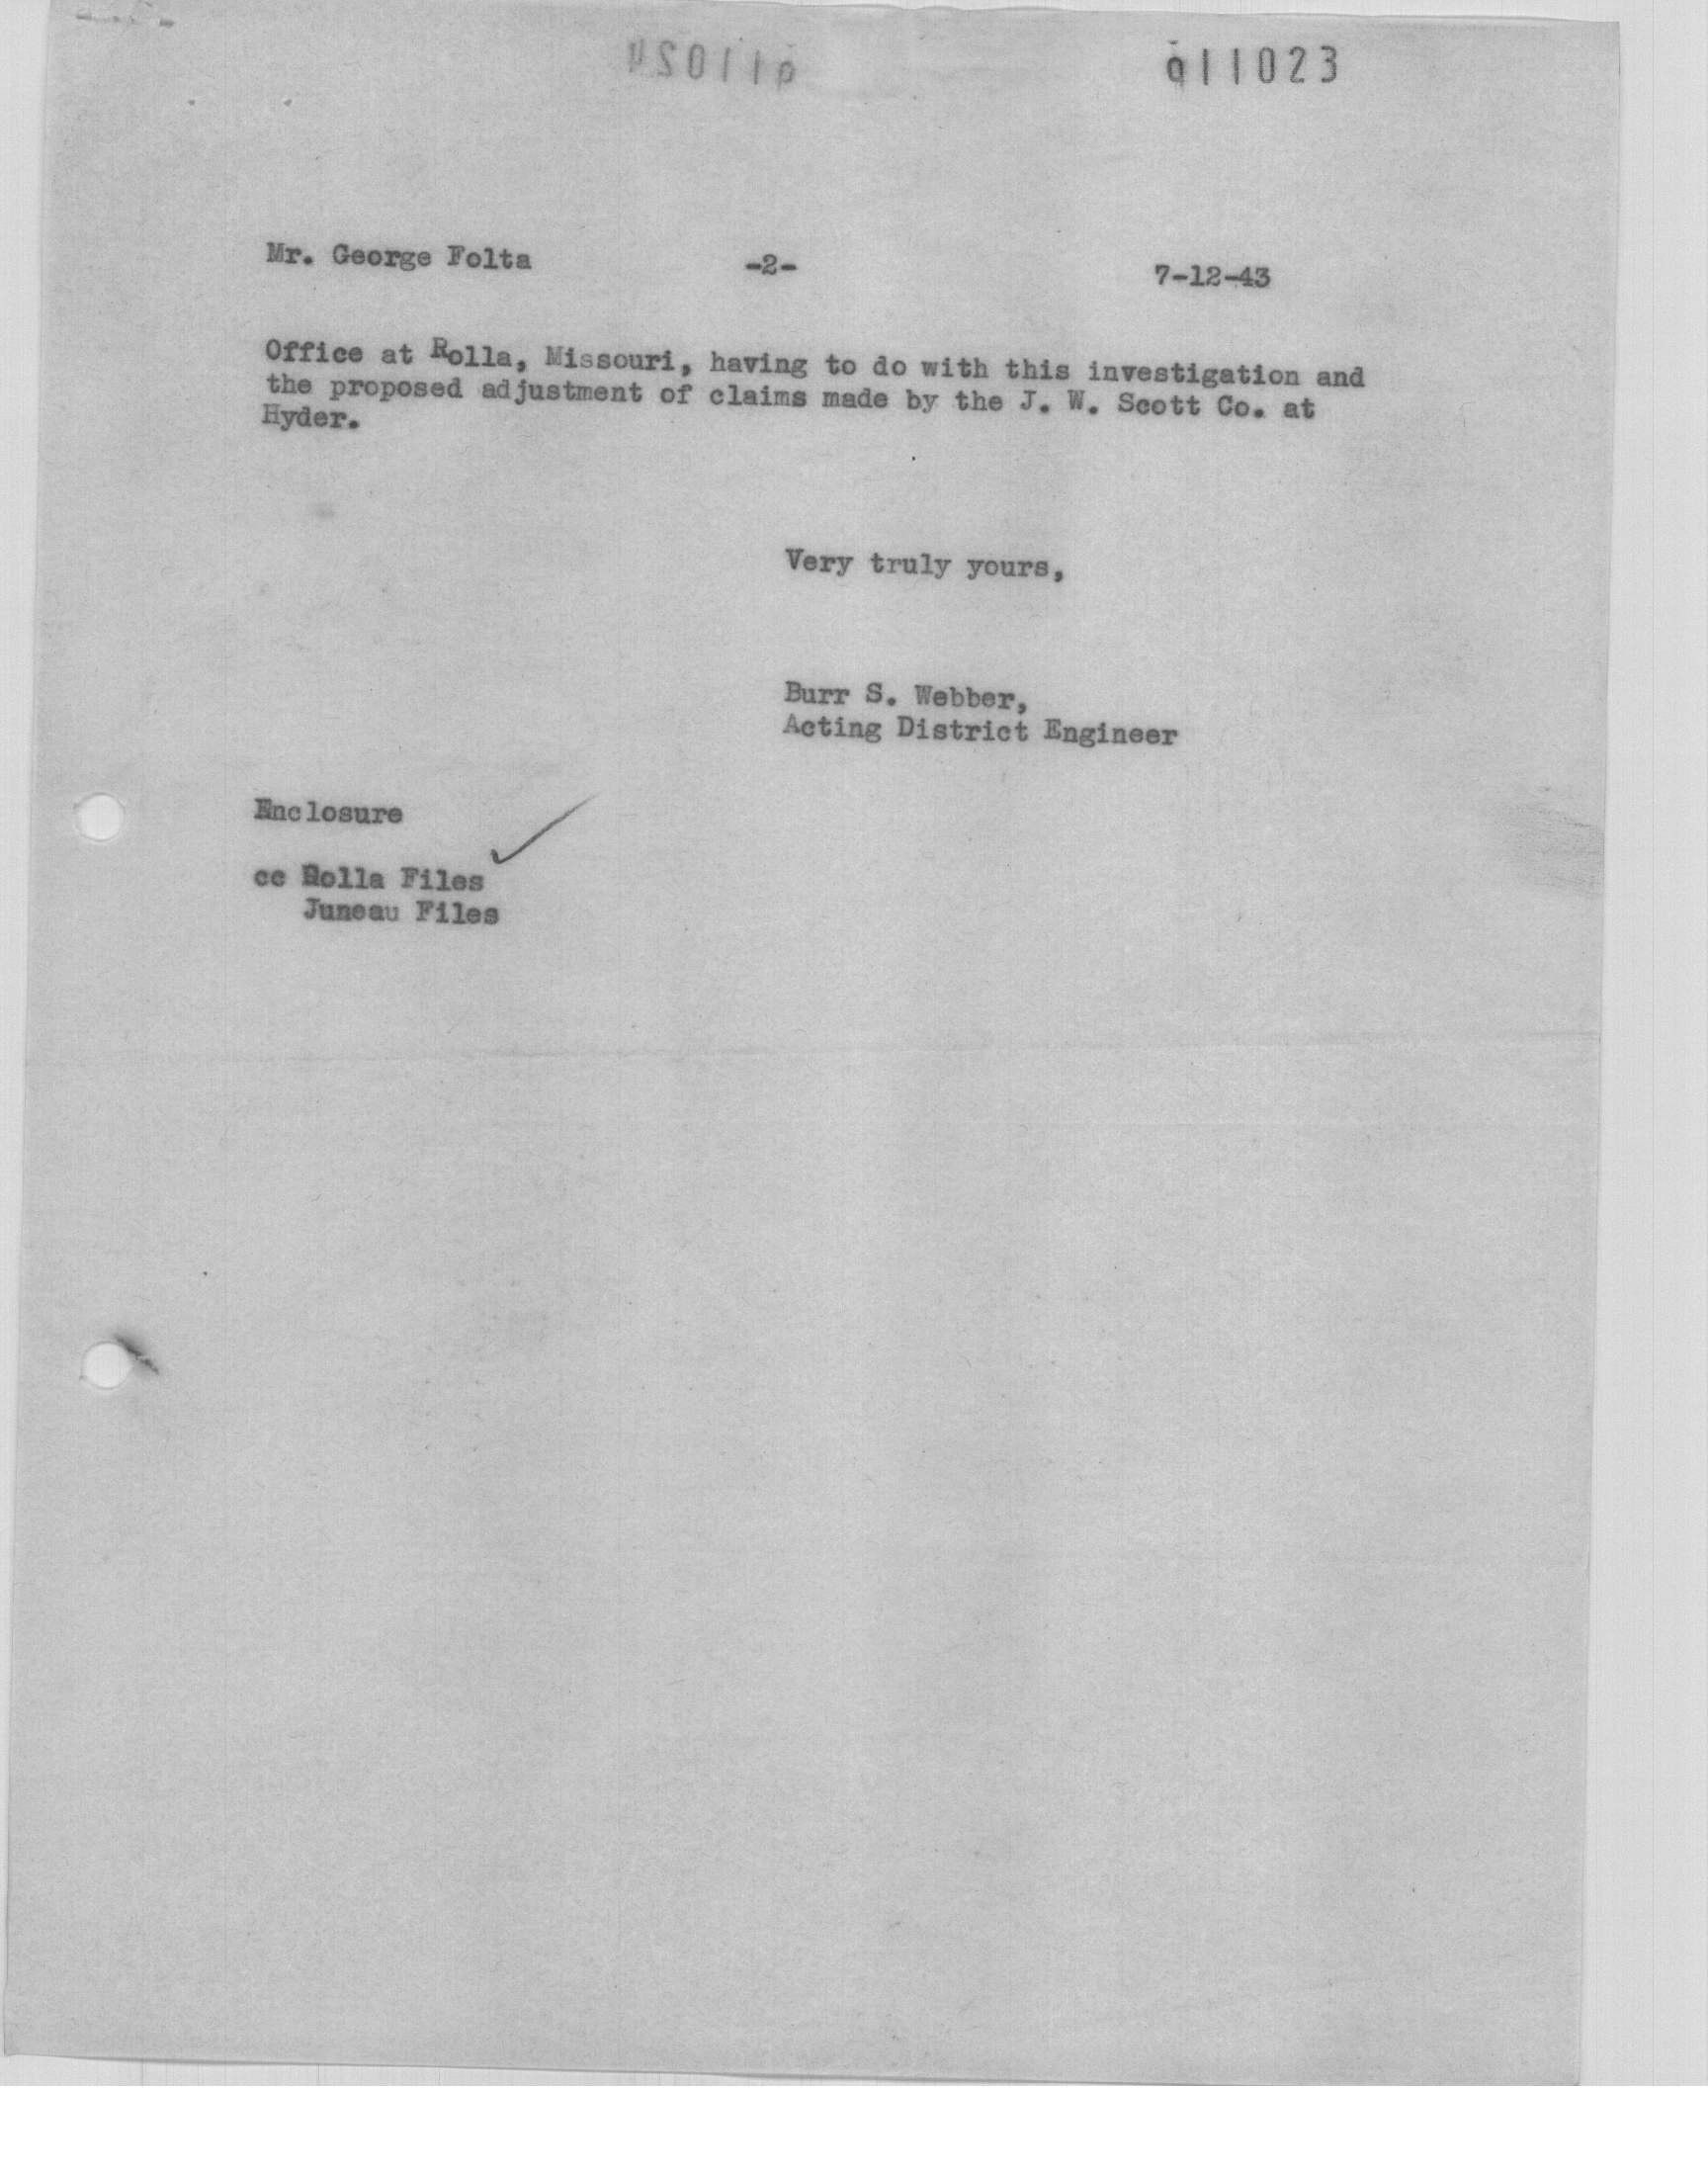 011023
Mr. George Folta -2- 7-12-43
Office at Rolla, Missouri, having to do with this investigation and
the proposed adjustment of claims made by the J. W. Scott Co. at
Hyder.
Very truly yours,
Burr S. Webber,
Acting District Engineer
Enclosure
cc Rolla Files
Juneau Files